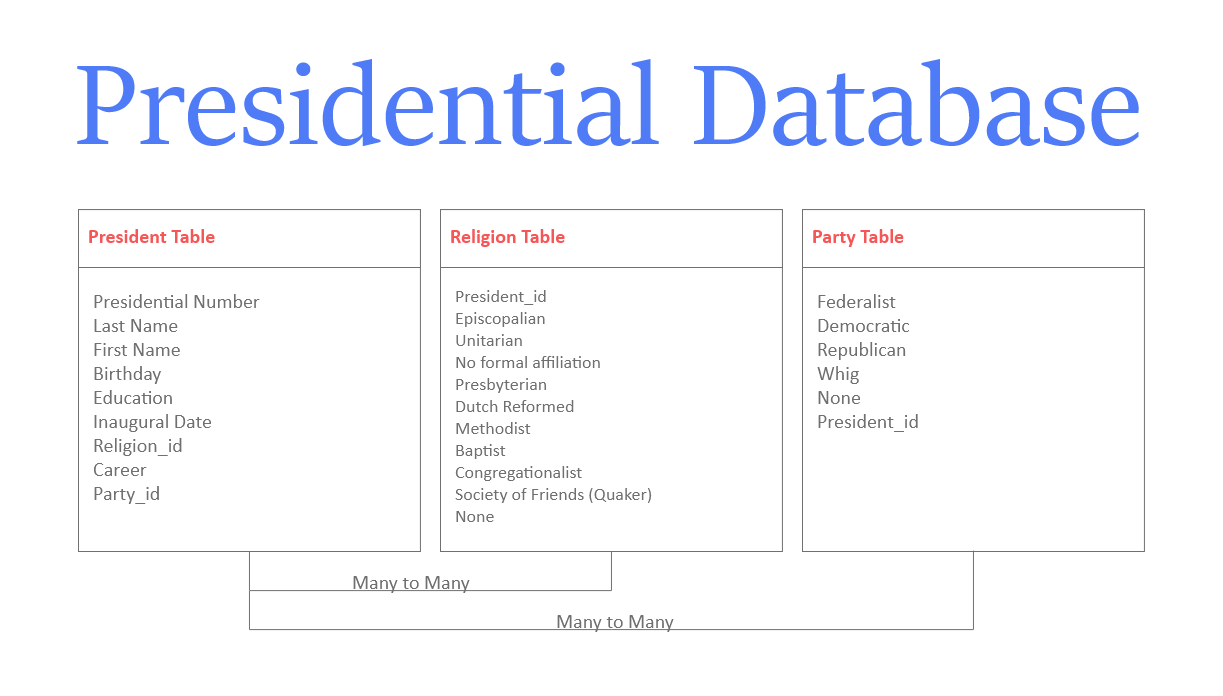 Presidential Database
President Table
Presidential Number
Last Name
First Name
Birthday
Education
Inaugural Date
Religion_id
Career
Party_id
Religion Table
President_id
Episcopalian
Unitarian
No formal affiliation
Presbyterian
Dutch Reformed
Methodist
Baptist
Congregationalist
Society of Friends (Quaker)
None
Party Table
Federalist
Democratic
Republican
Whig
None
President_id
Many to Many
Many to Many